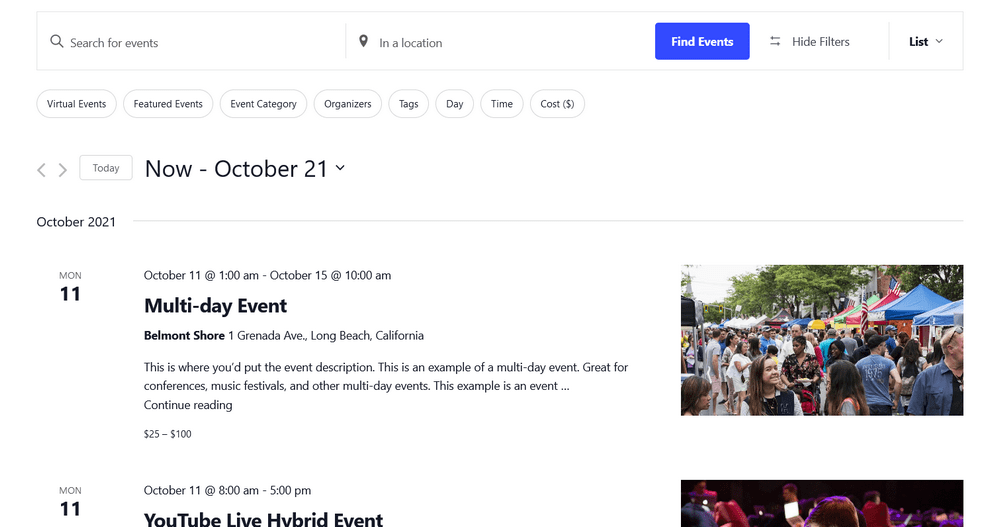 Search for events
In a location
Find Events
Hide Filters
List
Virtual Events
Featured Events
Event Category
Organizers
Tags
Day
Time
Cost ($)
Today
Now - October 21
October 2021
MON
11
October 11 @ 1:00 am - October 15 @ 10:00 am
Multi-day Event
Belmont Shore 1 Grenada Ave., Long Beach, California
This is where you’d put the event description. This is an example of a multi-day event. Great for
conferences, music festivals, and other multi-day events. This example is an event ...
Continue reading
$25 – $100
MON
11
October 11 @ 8:00 am - 5:00 pm
YouTube Live Hybrid Event